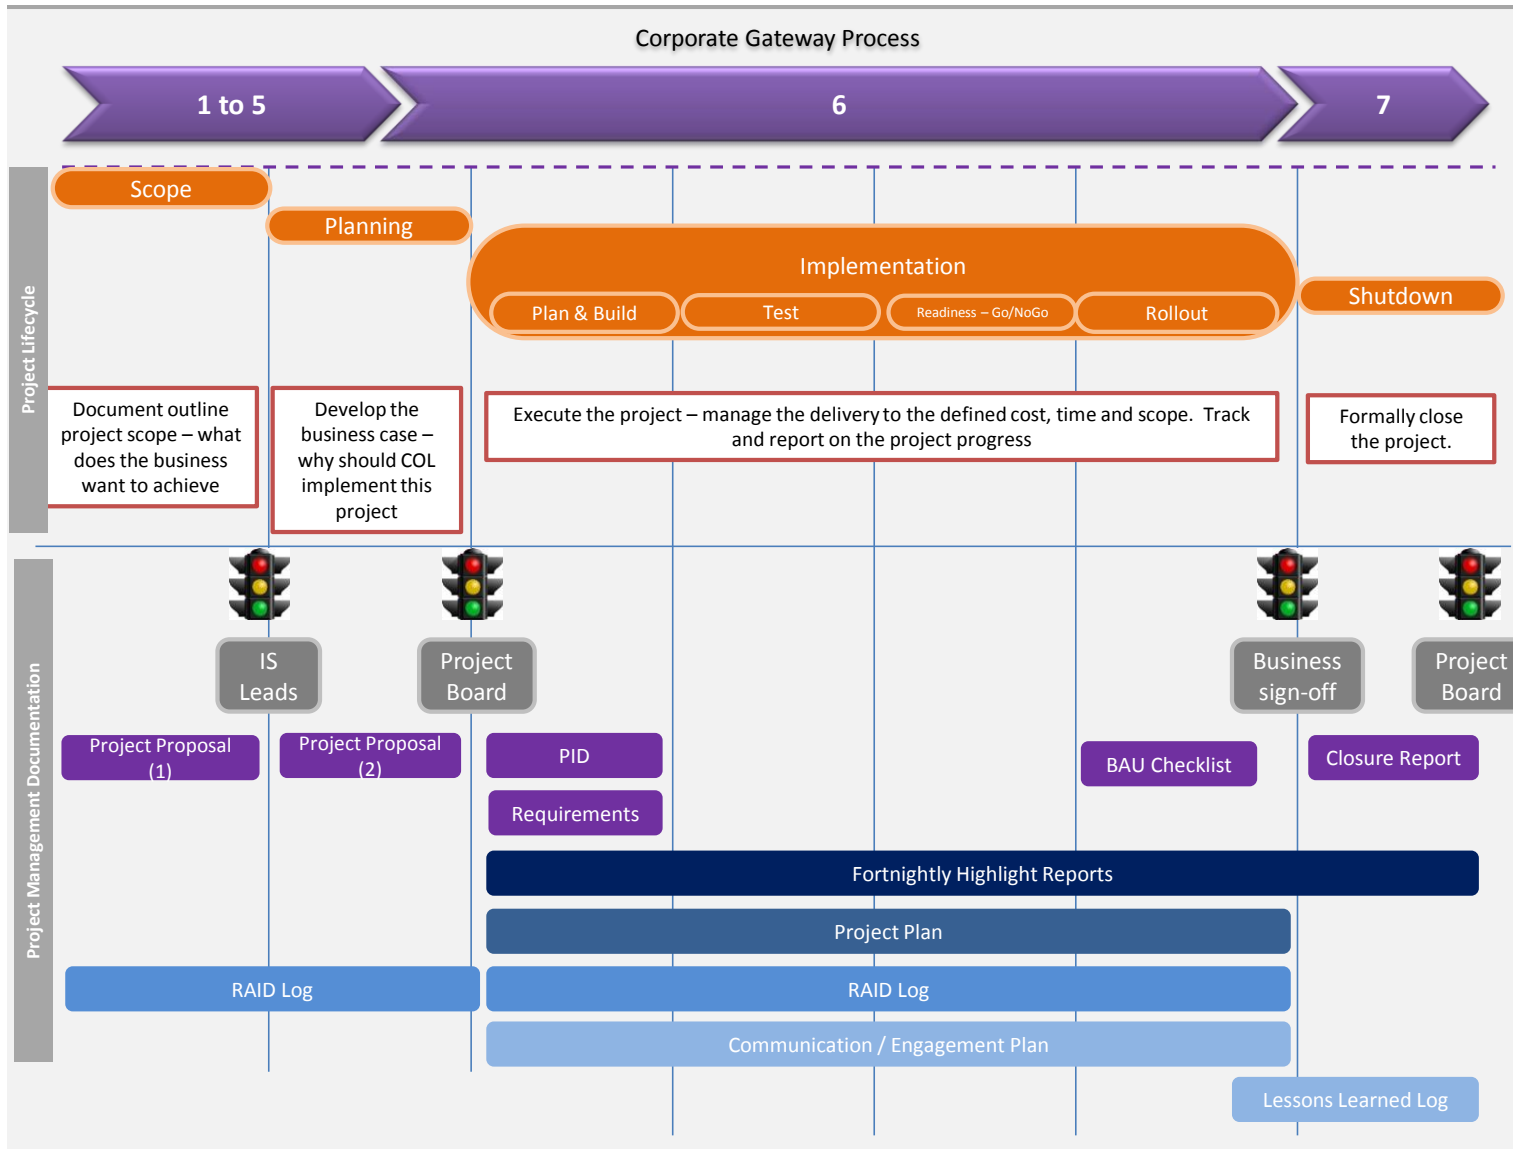 Corporate Gateway Process
1 to 5
6
7
Project Lifecycle
Scope
Planning
Implementation
Plan & Build
Test
Readiness – Go/NoGo
Rollout
Shutdown
Document outline
project scope – what
does the business
want to achieve
Develop the
business case –
why should COL
implement this
project
Execute the project – manage the delivery to the defined cost, time and scope. Track
and report on the project progress
Formally close
the project.
Project Management Documentation
IS
Leads
Project
Board
Business
sign-off
Project
Board
Project Proposal
(1)
Project Proposal
(2)
PID
BAU Checklist
Closure Report
Requirements
Fortnightly Highlight Reports
Project Plan
RAID Log
RAID Log
Communication / Engagement Plan
Lessons Learned Log